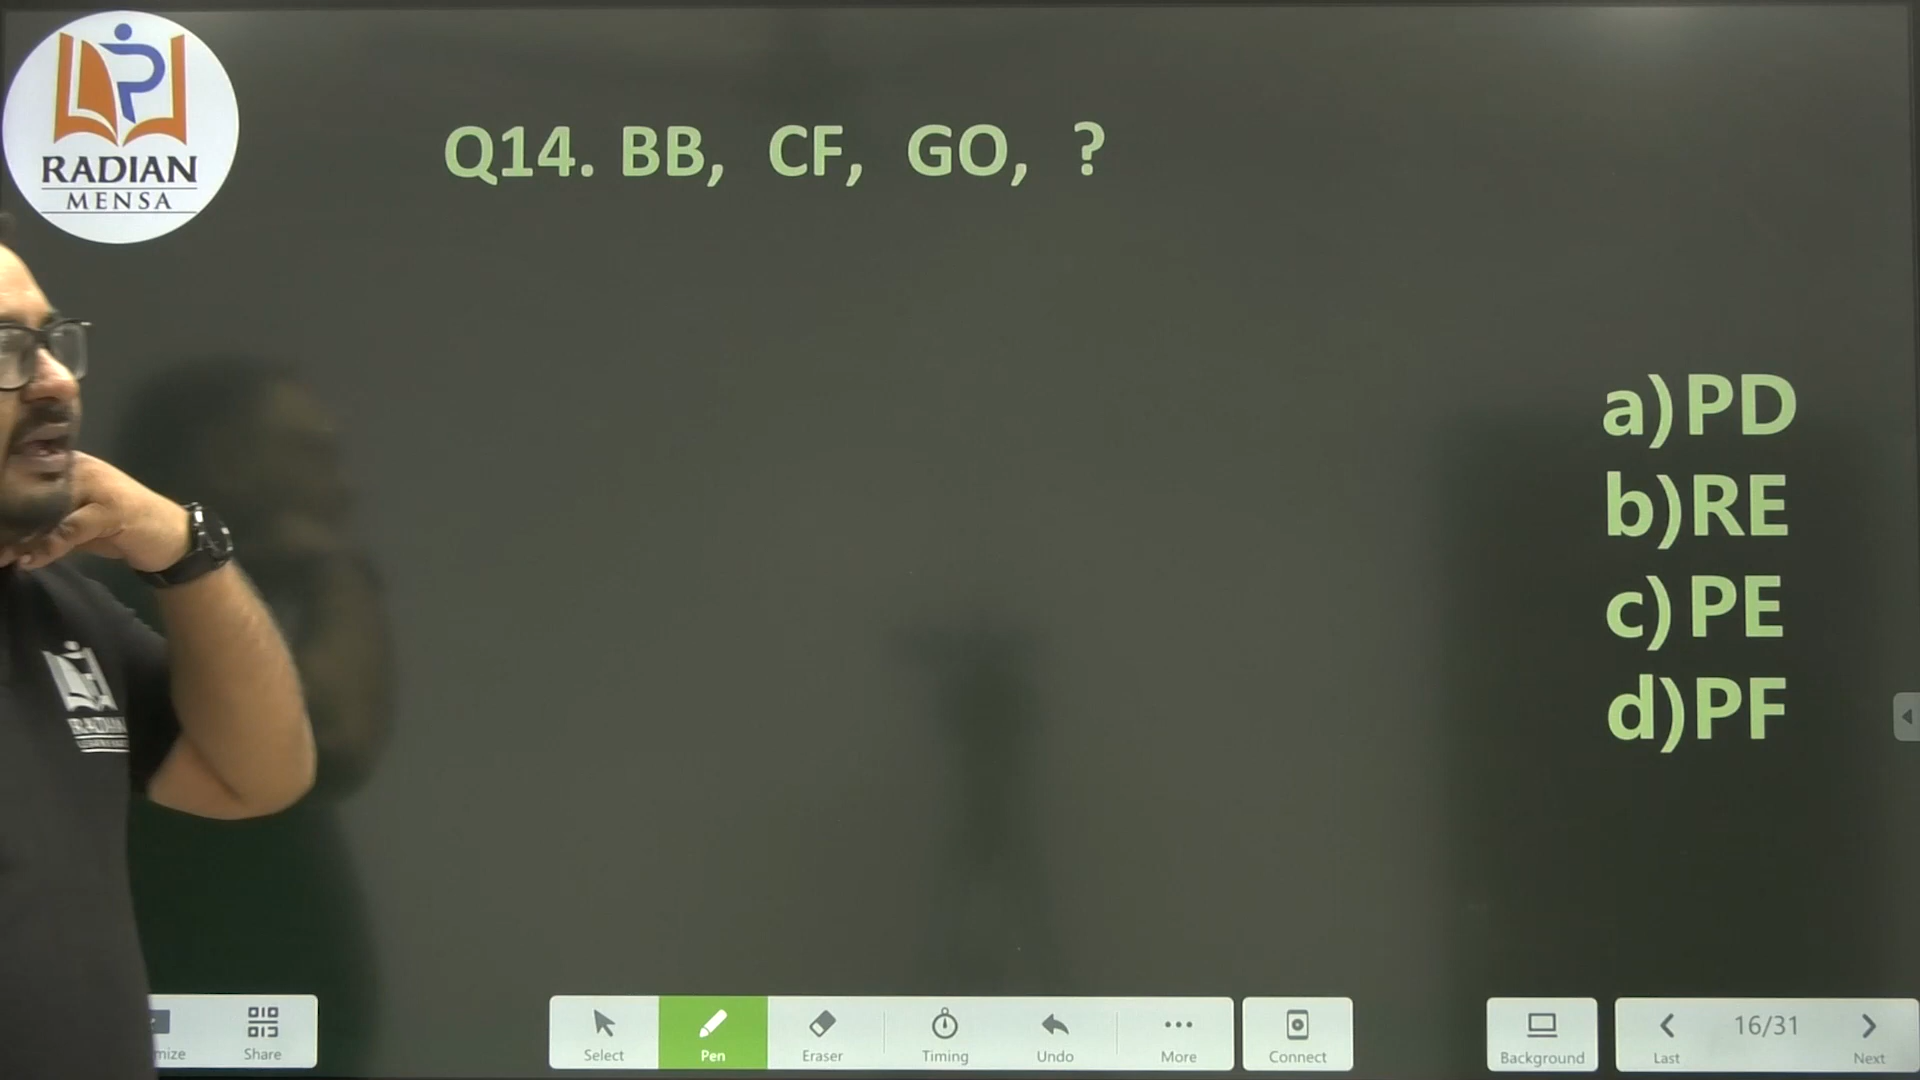 RADIAN
MENSA
Q14. BB, CF, GO, ?
a) PD
b) RE
c) PE
d) PF
RADIAN
mize
Share
Select
Pen
Eraser
Timing
Undo
More
Connect
Background
Last
16/31
Next